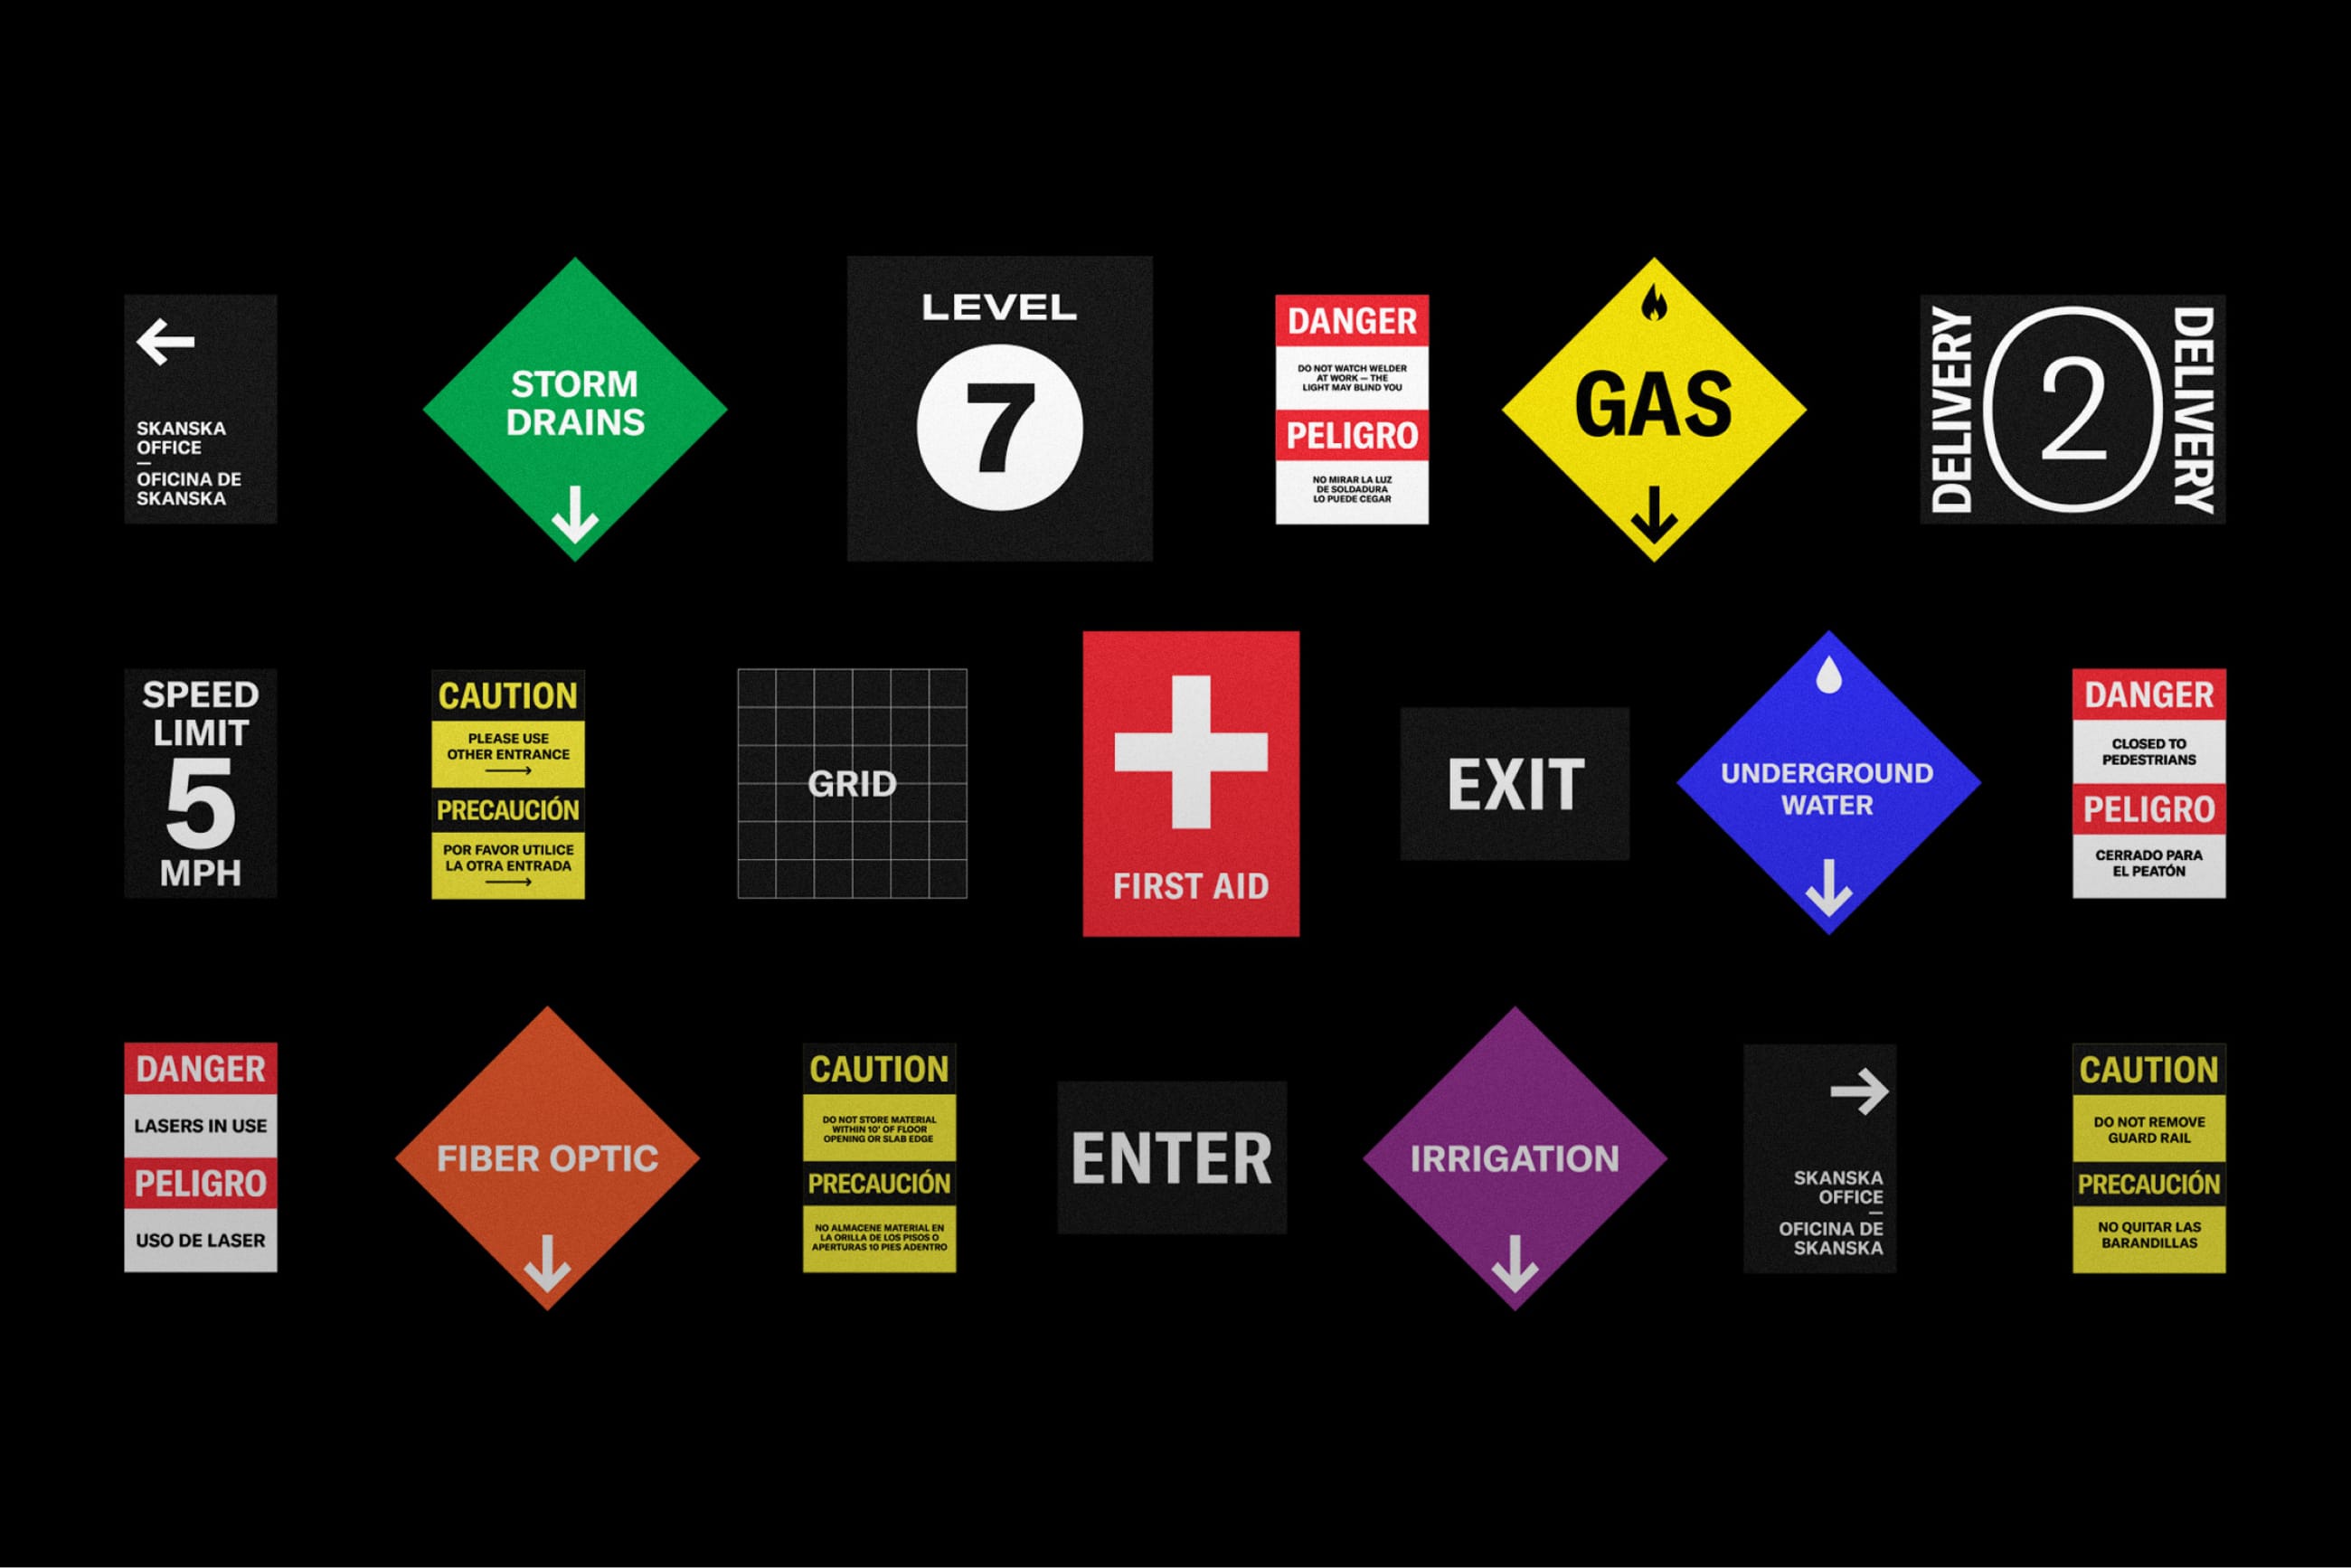 SKANSKA
OFFICE
—
OFICINA DE
SKANSKA
STORM
DRAINS
LEVEL
7
DANGER
DO NOT WATCH WELDER
AT WORK — THE
LIGHT MAY BLIND YOU
PELIGRO
NO MIRAR LA LUZ
DE SOLDADURA
LO PUEDE CEGAR
GAS
DELIVERY
2
DELIVERY
SPEED
LIMIT
5
MPH
CAUTION
PLEASE USE
OTHER ENTRANCE
PRECAUCIÓN
POR FAVOR UTILICE
LA OTRA ENTRADA
GRID
FIRST AID
EXIT
UNDERGROUND
WATER
DANGER
CLOSED TO
PEDESTRIANS
PELIGRO
CERRADO PARA
EL PEATÓN
DANGER
LASERS IN USE
PELIGRO
USO DE LASER
FIBER OPTIC
CAUTION
DO NOT STORE MATERIAL
WITHIN 10' OF FLOOR
OPENING OR SLAB EDGE
PRECAUCIÓN
NO ALMACENE MATERIAL EN
LA ORILLA DE LOS PISOS O
APERTURAS 10 PIES ADENTRO
ENTER
IRRIGATION
SKANSKA
OFFICE
—
OFICINA DE
SKANSKA
CAUTION
DO NOT REMOVE
GUARD RAIL
PRECAUCIÓN
NO QUITAR LAS
BARANDILLAS